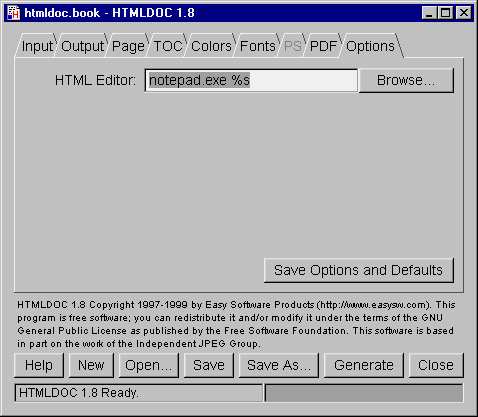 htmldoc.book - HTMLDOC 1.8
Input Output Page TOC Colors Fonts PS PDF Options
HTML Editor: notepad.exe %s Browse...
Save Options and Defaults
HTMLDOC 1.8 Copyright 1997-1999 by Easy Software Products (http://www.easysw.com). This
program is free software; you can redistribute it and/or modify it under the terms of the GNU
General Public License as published by the Free Software Foundation. This software is based
in part on the work of the Independent JPEG Group.
Help New Open... Save Save As... Generate Close
HTMLDOC 1.8 Ready.